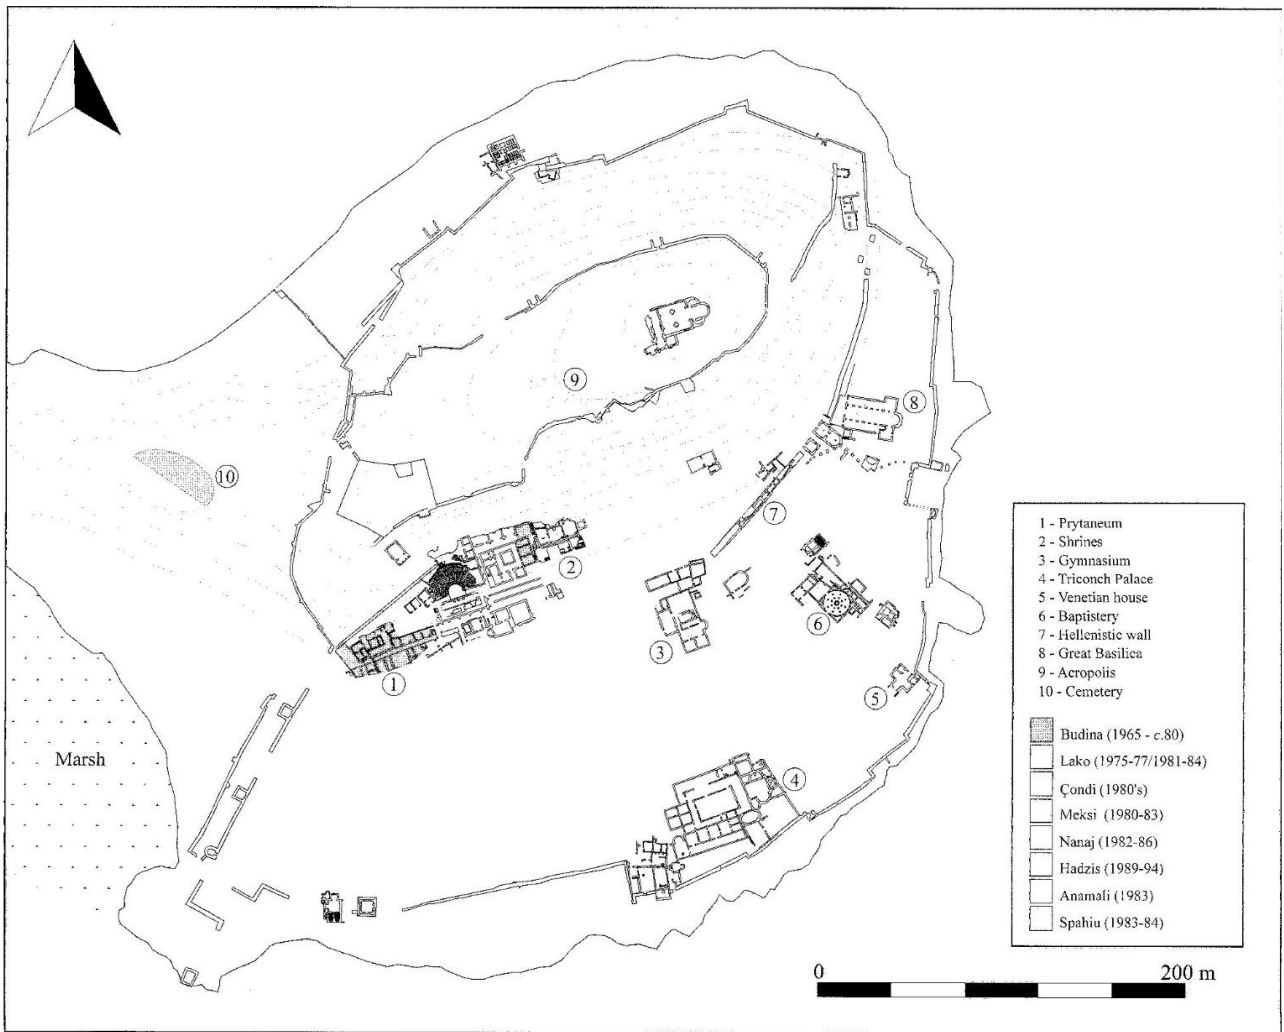 9
8
10
7
2
6
3
1
5
4
Marsh
1 - Prytaneum
2 - Shrines
3 - Gymnasium
4 - Triconch Palace
5 - Venetian house
6 - Baptistery
7 - Hellenistic wall
8 - Great Basilica
9 - Acropolis
10 - Cemetery
Budina (1965 - c.80)
Lako (1975-77/1981-84)
Çondi (1980's)
Meksi (1980-83)
Nanaj (1982-86)
Hadzis (1989-94)
Anamali (1983)
Spahiu (1983-84)
0 200 m